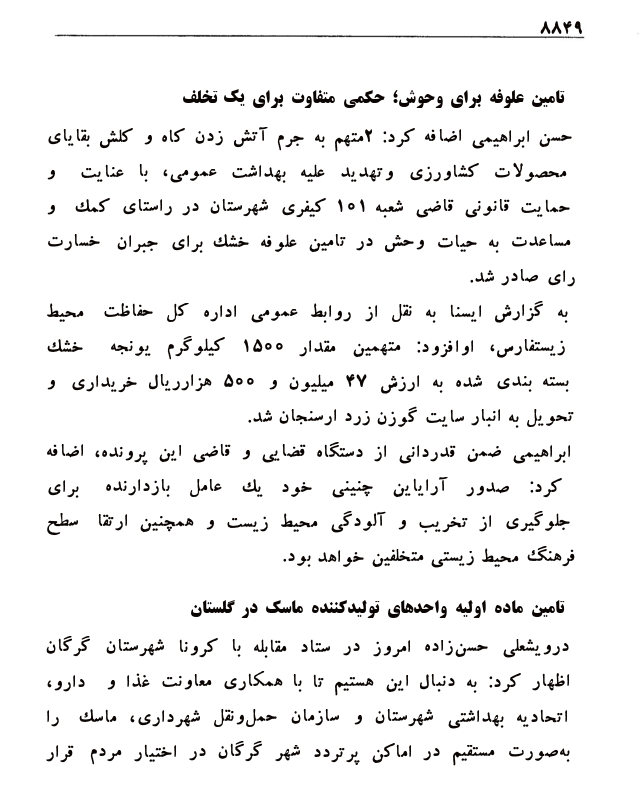 ۸۸۴۹
تامین علوفه برای وحوش؛ حکمی متفاوت برای یک تخلف
حسن ابراهیمی اضافه کرد: ۲متهم به جرم آتش زدن کاه و کلش بقایای
محصولات کشاورزی وتهدید علیه بهداشت عمومی، با عنایت و
حمایت قانونی قاضی شعبه ۱۰۱ کیفری شهرستان در راستای کمك و
مساعدت به حیات وحش در تامین علوفه خشك برای جبران خسارت
رای صادر شد.
به گزارش ایسنا به نقل از روابط عمومی اداره کل حفاظت محیط
زیستفارس، اوافزود: متهمین مقدار ۱۵۰۰ کیلوگرم یونجه خشك
بسته بندی شده به ارزش ۴۷ میلیون و ۵۰۰ هزارریال خریداری و
تحویل به انبار سایت گوزن زرد ارسنجان شد.
ابراهیمی ضمن قدردانی از دستگاه قضایی و قاضی این پرونده، اضافه
کرد: صدور آرایاین چنینی خود یك عامل بازدارنده برای
جلوگیری از تخریب و آلودگی محیط زیست و همچنین ارتقا سطح
فرهنگ محیط زیستی متخلفین خواهد بود.
تامین ماده اولیه واحدهای تولیدکننده ماسک در گلستان
درویشعلی حسن‌زاده امروز در ستاد مقابله با کرونا شهرستان گرگان
اظهار کرد: به دنبال این هستیم تا با همکاری معاونت غذا و دارو،
اتحادیه بهداشتی شهرستان و سازمان حمل‌ونقل شهرداری، ماسك را
به‌صورت مستقیم در اماکن پرتردد شهر گرگان در اختیار مردم قرار